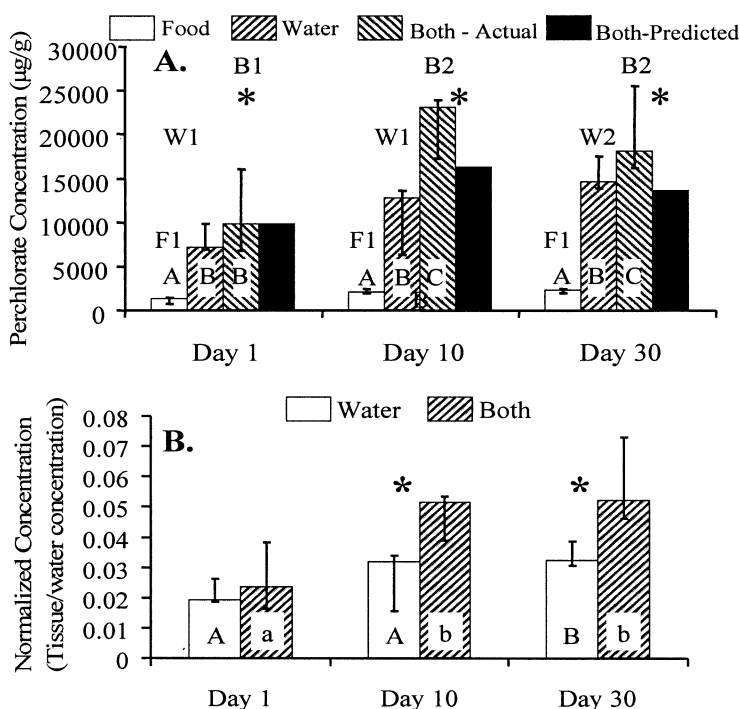 Food Water Both - Actual Both-Predicted
Perchlorate Concentration (µg/g)
30000
25000
20000
15000
10000
5000
0
A.
B1 B2 B2
* * *
W1 W1 W2
F1 F1 F1
A B B A B C A B C
B
Day 1 Day 10 Day 30
Water Both
Normalized Concentration
(Tissue/water concentration)
0.08
0.07
0.06
0.05
0.04
0.03
0.02
0.01
0
B.
* *
A a A b B b
Day 1 Day 10 Day 30